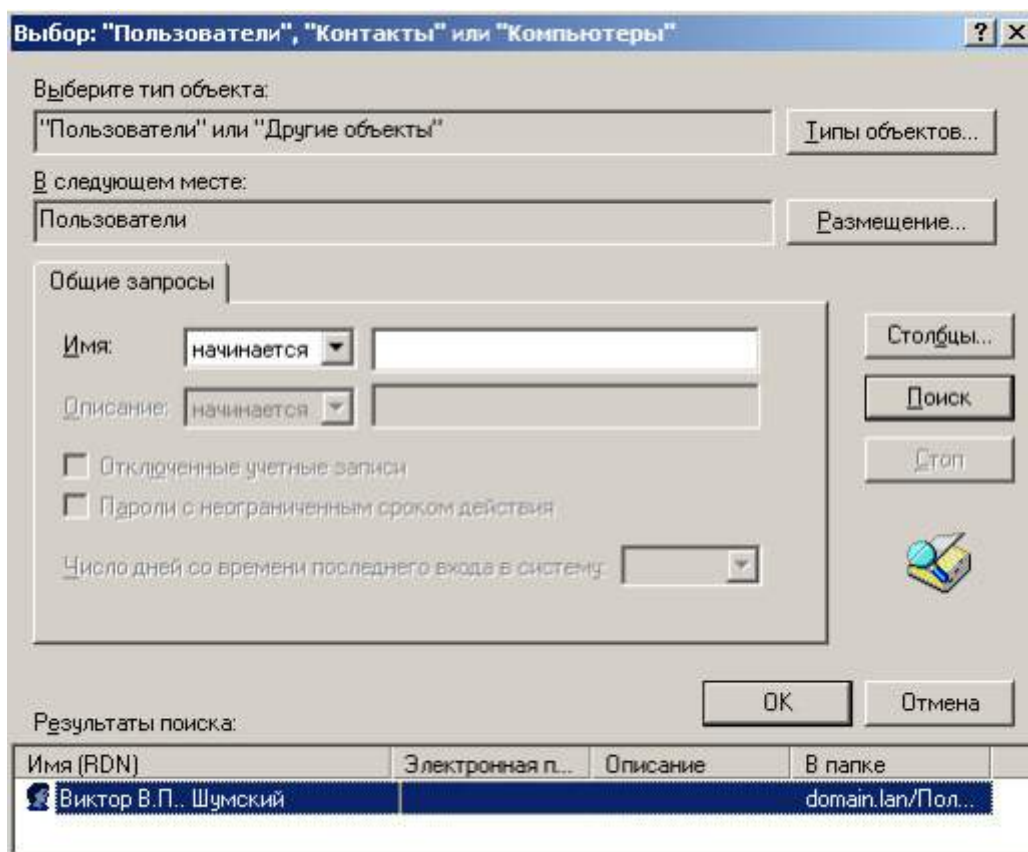 Выбор: "Пользователи", "Контакты" или "Компьютеры"
Выберите тип объекта:
"Пользователи" или "Другие объекты"
Типы объектов...
В следующем месте:
Пользователи
Размещение...
Общие запросы
Имя:
начинается
Столбцы...
Описание:
начинается
Поиск
Отключенные учетные записи
Стоп
Пароли с неограниченным сроком действия
Число дней со времени последнего входа в систему:
OK
Отмена
Результаты поиска:
Имя (RDN) Электронная п... Описание В папке
Виктор В.П.. Шумский domain.lan/Пол...